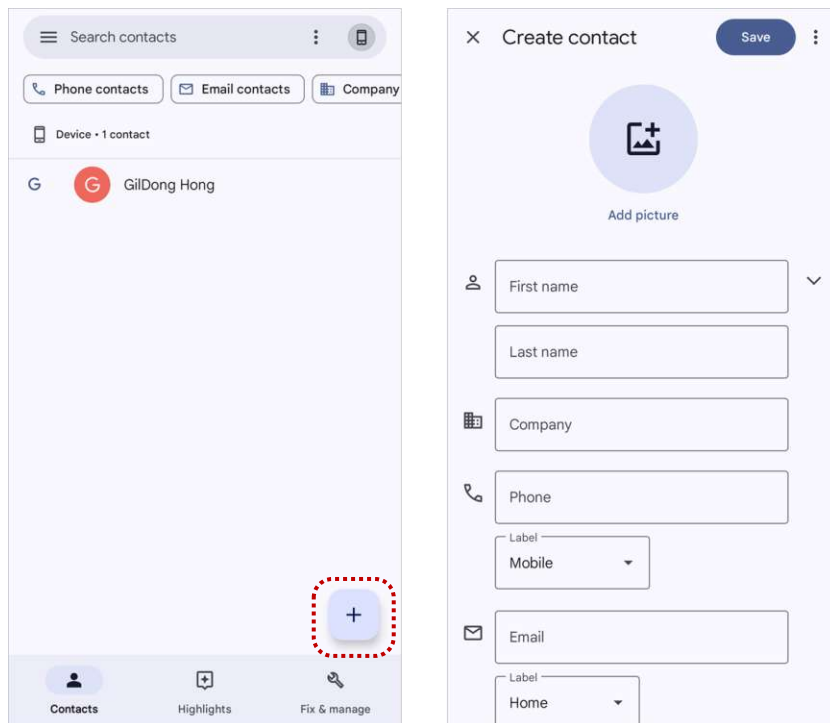 Search contacts
Phone contacts Email contacts Company
Device • 1 contact
G G GilDong Hong
+
Contacts Highlights Fix & manage
Create contact Save
Add picture
First name
Last name
Company
Phone
Label
Mobile
Email
Label
Home